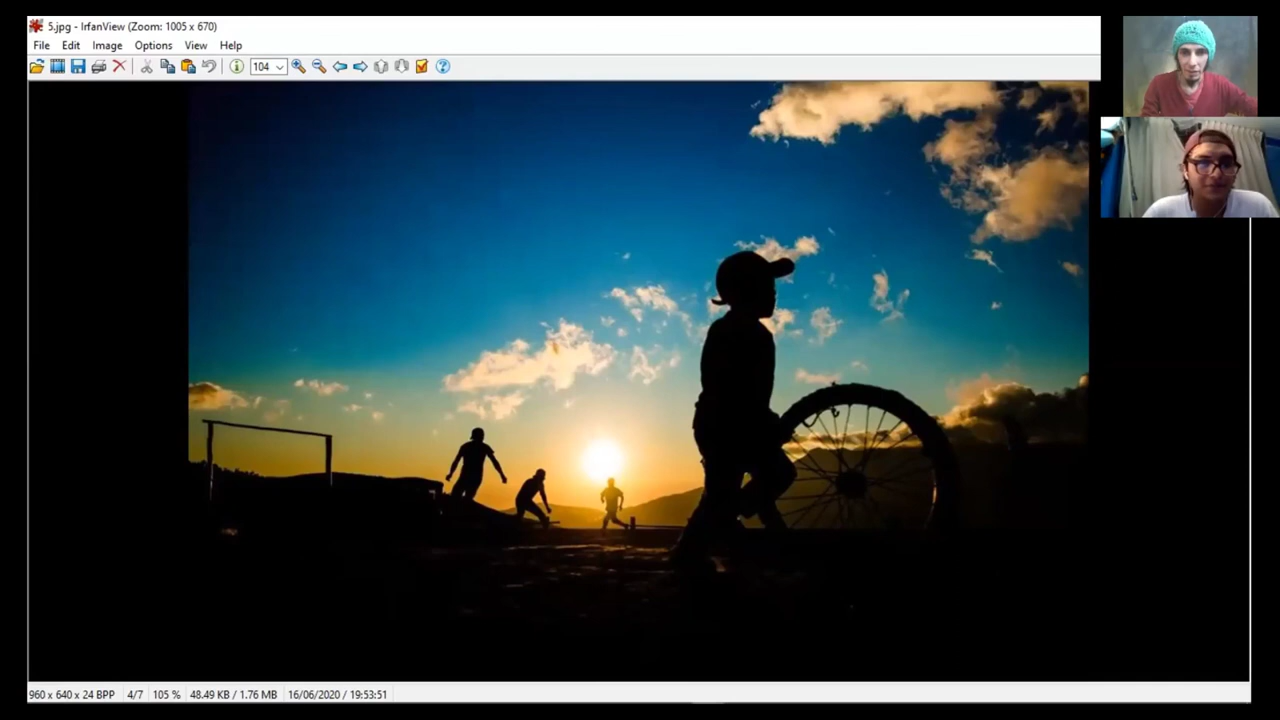 5.jpg - IrfanView (Zoom: 1005 x 670)
File Edit Image Options View Help
104
960 x 640 x 24 BPP 4/7 105 % 48.49 KB / 1.76 MB 16/06/2020 / 19:53:51